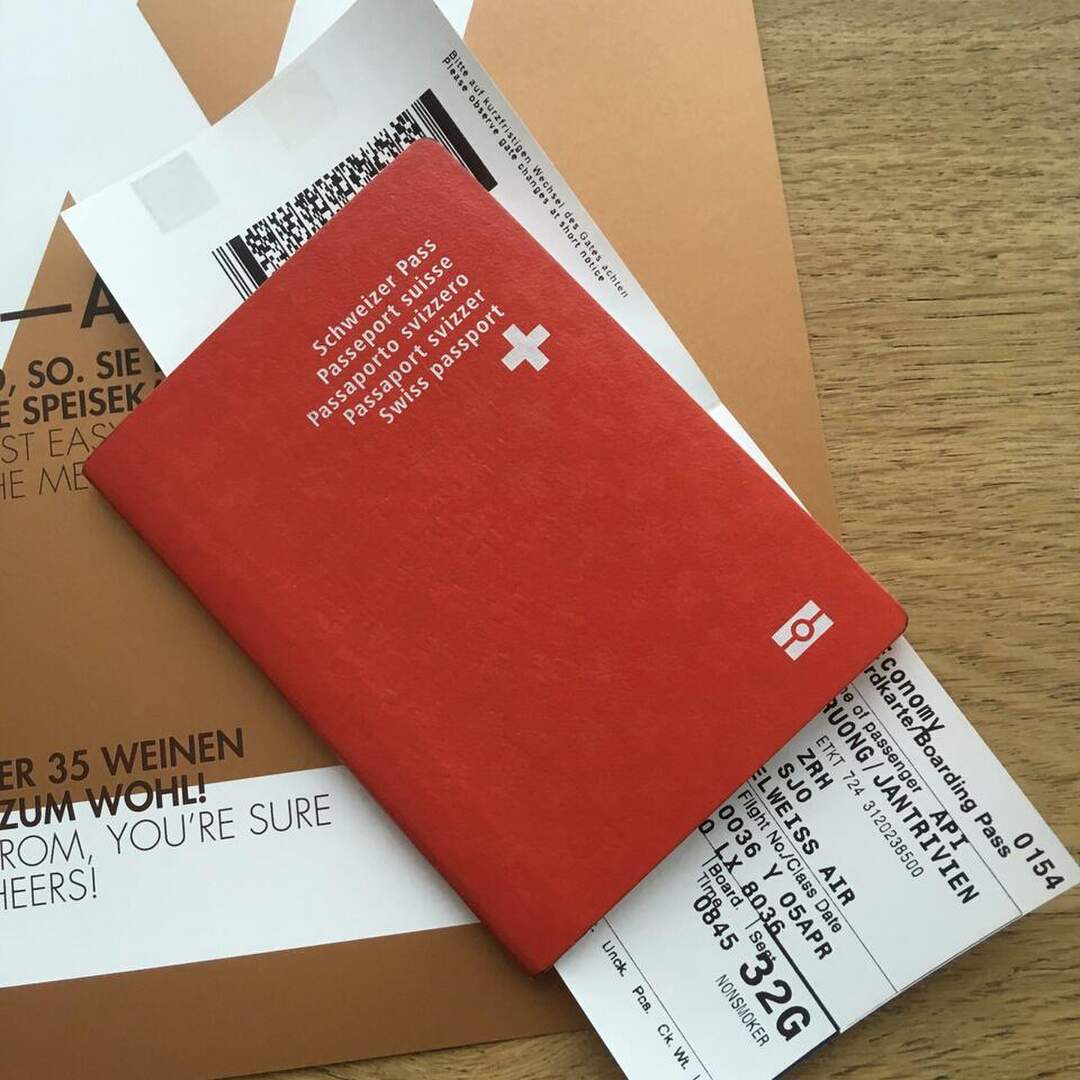 Bitte auf kurzfristigen Wechsel des Gates achten
Please observe gate changes at short notice
Schweizer Pass
Passeport suisse
Passaporto svizzero
Passaport svizzer
Swiss passport
—A
SO. SIE
SPEISEK
EASY
ME
ER 35 WEINEN
ZUM WOHL!
ROM, YOU'RE SURE
HEERS!
Economy
rdkarte/Boarding Pass 0154
me of passenger API
RUONG/JANTRIVIEN
ETKT 724 3120238500
ZRH
SJO
ELWEISS AIR
Flight No./Class Date
0036 Y 05APR
LX 8036
Board. Seat
Time
0845 32G
NONSMOKER
Unck. Pcs. Ck. Wt.